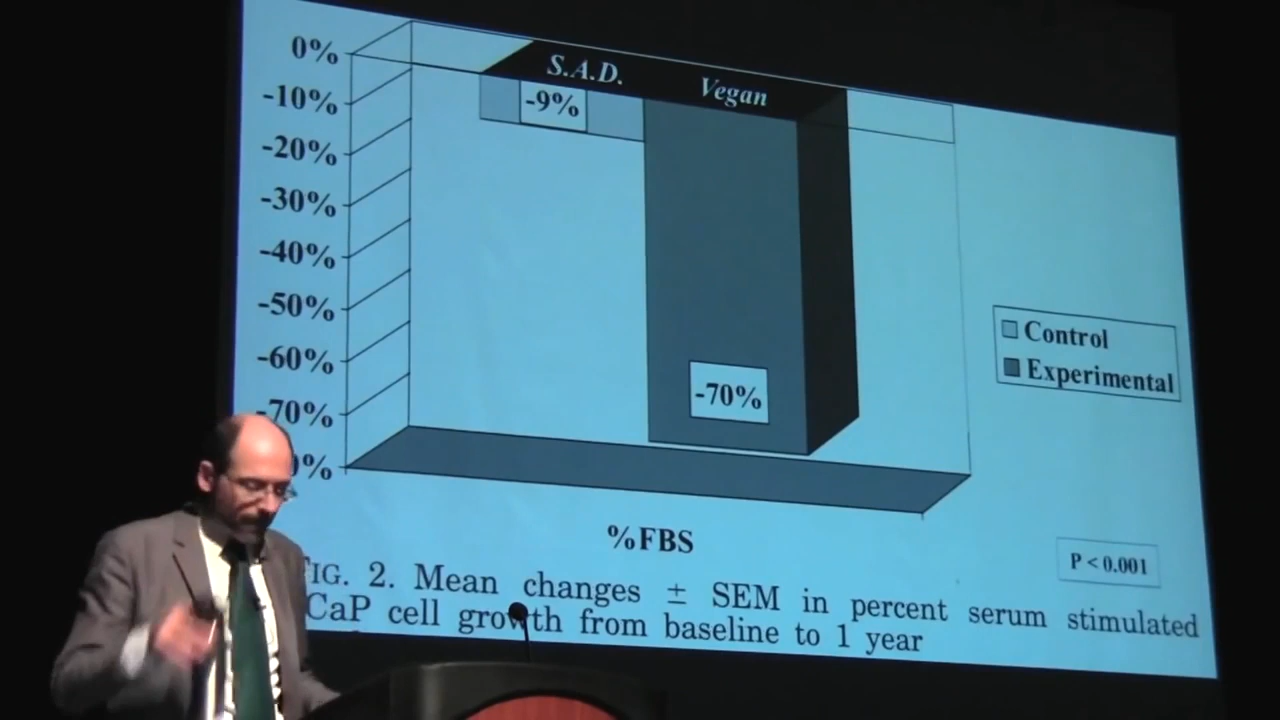 0%
-10%
-20%
-30%
-40%
-50%
-60%
-70%
0%
S.A.D.
Vegan
-9%
-70%
Control
Experimental
%FBS
P < 0.001
IG. 2. Mean changes ± SEM in percent serum stimulated
CaP cell growth from baseline to 1 year